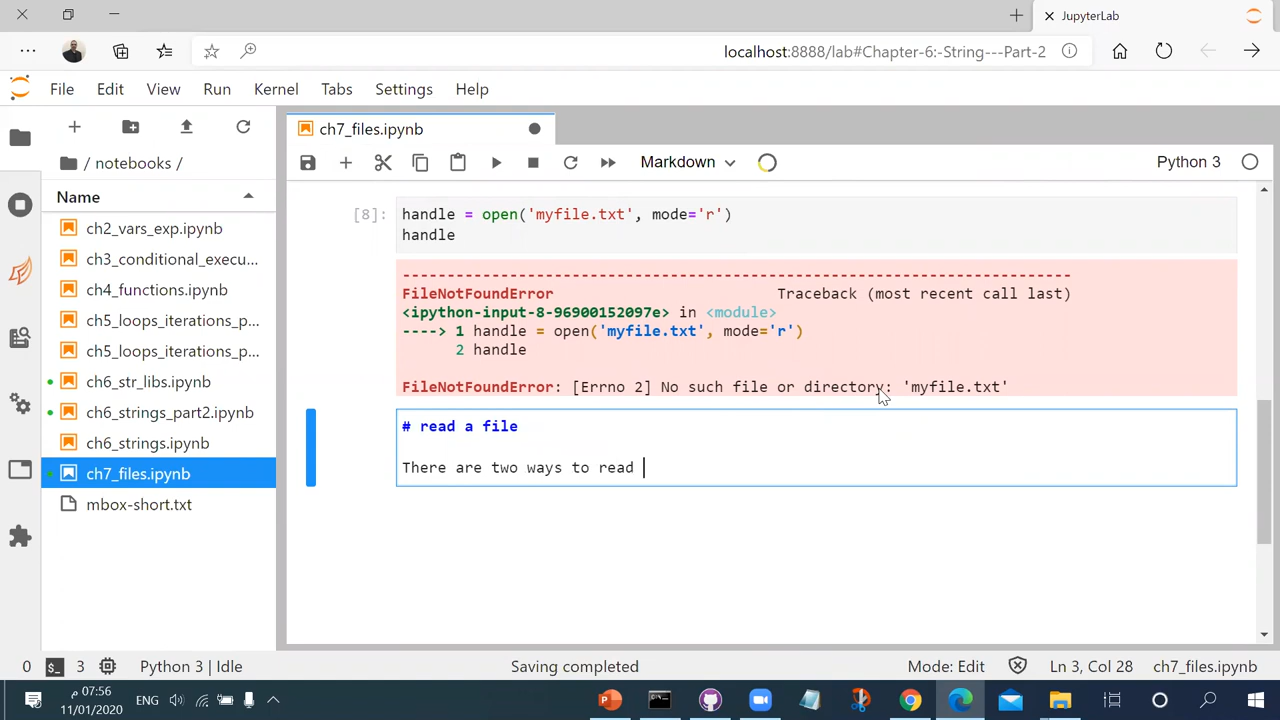 JupyterLab
localhost:8888/lab#Chapter-6:-String---Part-2
File Edit View Run Kernel Tabs Settings Help
ch7_files.ipynb
/ notebooks /
Markdown
Python 3
Name
ch2_vars_exp.ipynb
ch3_conditional_execu...
ch4_functions.ipynb
ch5_loops_iterations_p...
ch5_loops_iterations_p...
ch6_str_libs.ipynb
ch6_strings_part2.ipynb
ch6_strings.ipynb
ch7_files.ipynb
mbox-short.txt
[8]: handle = open('myfile.txt', mode='r')
handle
---------------------------------------------------------------------------
FileNotFoundError Traceback (most recent call last)
<ipython-input-8-96900152097e> in <module>
----> 1 handle = open('myfile.txt', mode='r')
2 handle
FileNotFoundError: [Errno 2] No such file or directory: 'myfile.txt'
# read a file
There are two ways to read
0 $_ 3 Python 3 | Idle Saving completed Mode: Edit Ln 3, Col 28 ch7_files.ipynb
07:56 م
11/01/2020
ENG